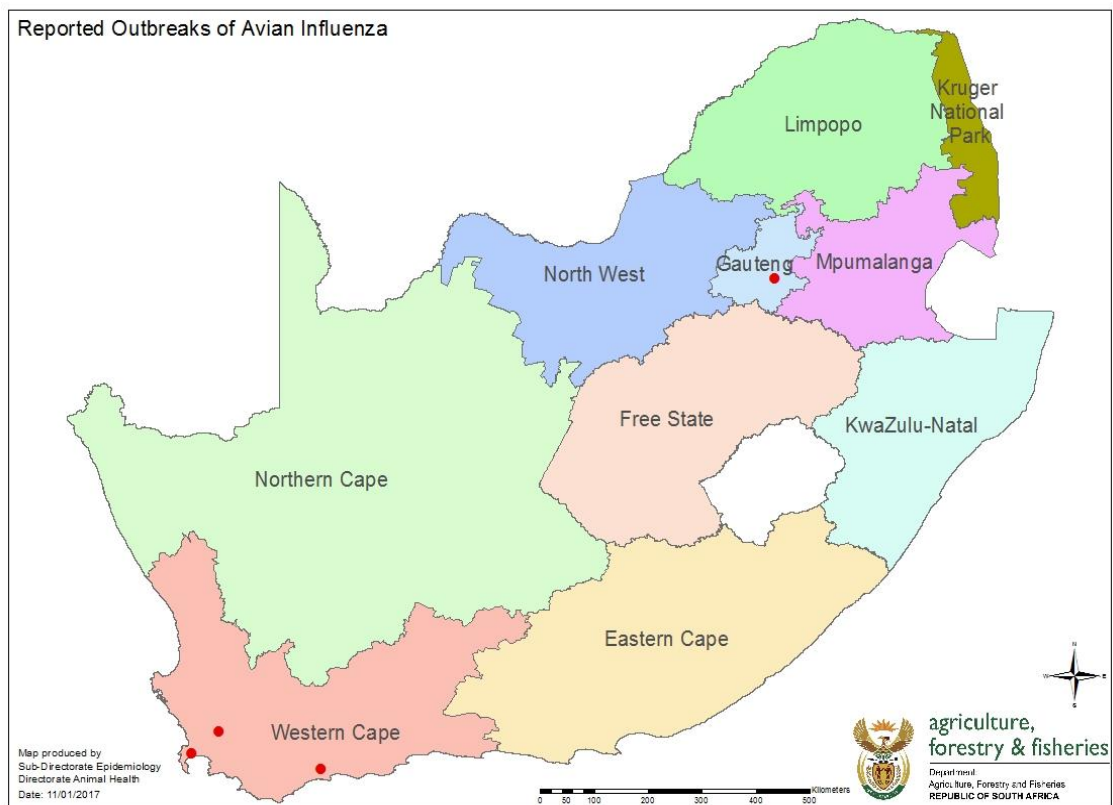 Reported Outbreaks of Avian Influenza
Kruger
National
Park
Limpopo
North West
Gauteng
Mpumalanga
Free State
KwaZulu-Natal
Northern Cape
Eastern Cape
Western Cape
N
W E
S
Map produced by
Sub-Directorate Epidemiology
Directorate Animal Health
Date: 11/01/2017
Kilometers
0 50 100 200 300 400 500
agriculture,
forestry & fisheries
Department:
Agriculture, Forestry and Fisheries
REPUBLIC OF SOUTH AFRICA